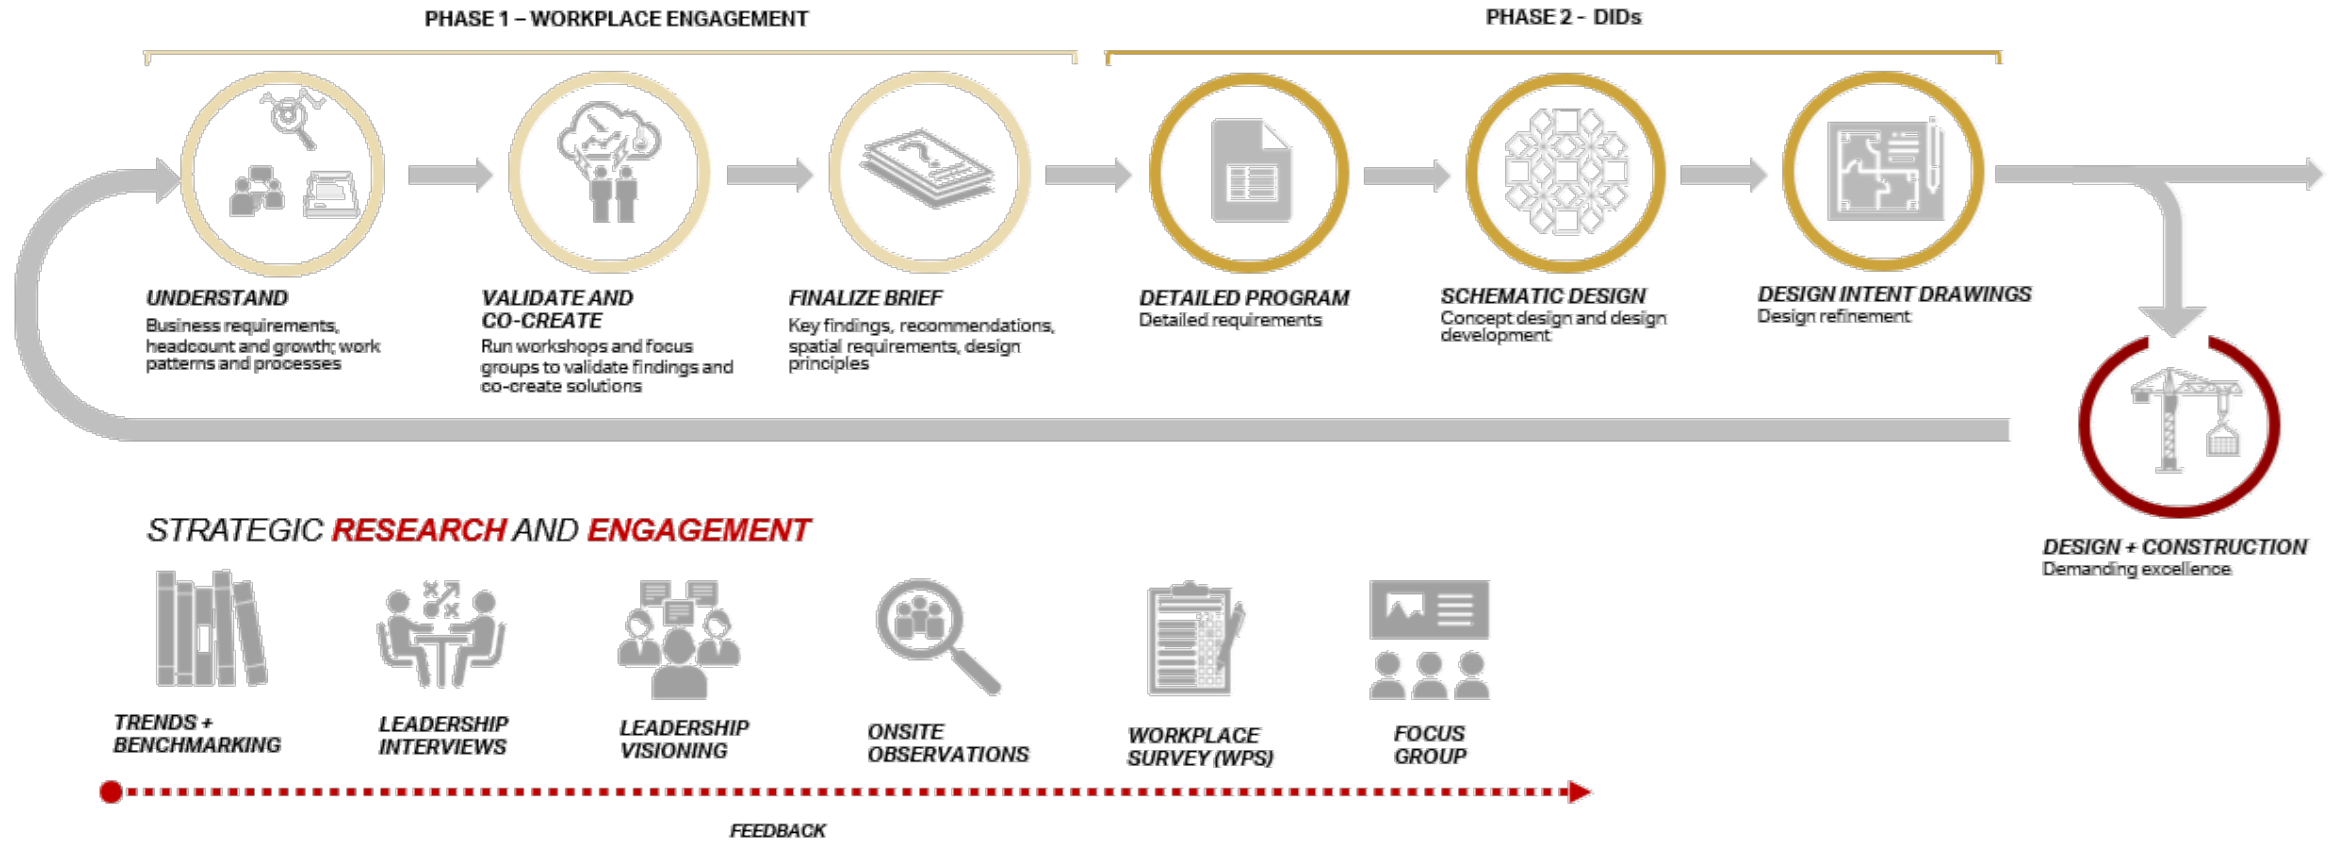 PHASE 1 – WORKPLACE ENGAGEMENT
PHASE 2 - DIDs
UNDERSTAND
Business requirements,
headcount and growth; work
patterns and processes
VALIDATE AND
CO-CREATE
Run workshops and focus
groups to validate findings and
co-create solutions
FINALIZE BRIEF
Key findings, recommendations,
spatial requirements, design
principles
DETAILED PROGRAM
Detailed requirements
SCHEMATIC DESIGN
Concept design and design
development
DESIGN INTENT DRAWINGS
Design refinement
DESIGN + CONSTRUCTION
Demanding excellence
STRATEGIC RESEARCH AND ENGAGEMENT
TRENDS +
BENCHMARKING
LEADERSHIP
INTERVIEWS
LEADERSHIP
VISIONING
ONSITE
OBSERVATIONS
WORKPLACE
SURVEY (WPS)
FOCUS
GROUP
FEEDBACK